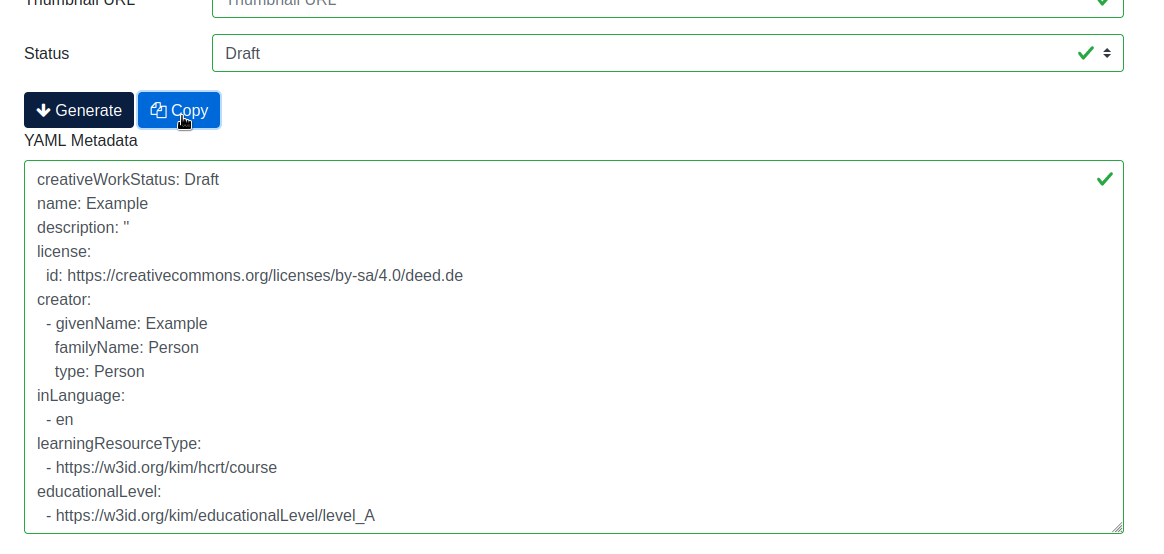 Thumbnail URL Thumbnail URL
Status Draft
Generate Copy
YAML Metadata
creativeWorkStatus: Draft
name: Example
description: ''
license:
  id: https://creativecommons.org/licenses/by-sa/4.0/deed.de
creator:
  - givenName: Example
    familyName: Person
    type: Person
inLanguage:
  - en
learningResourceType:
  - https://w3id.org/kim/hcrt/course
educationalLevel:
  - https://w3id.org/kim/educationalLevel/level_A